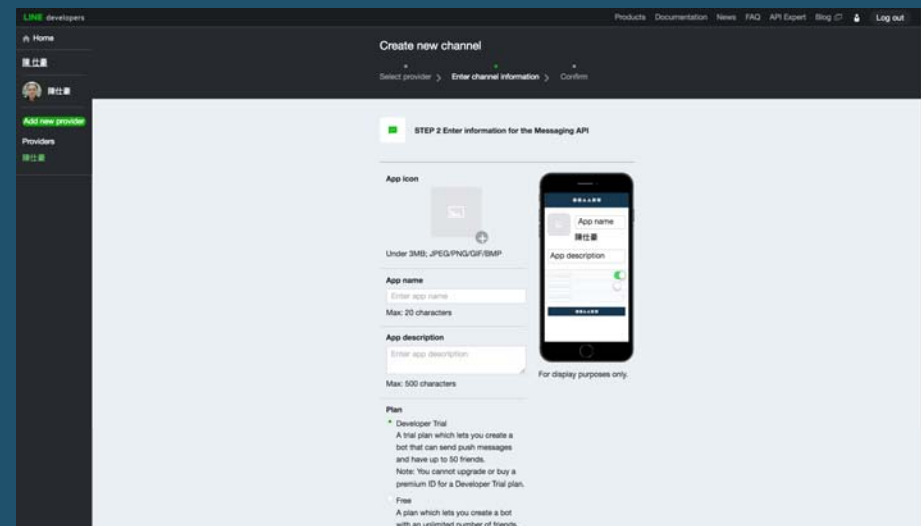 LINE developers
Products Documentation News FAQ API Expert Blog Log out
Home
陳仕豪
陳仕豪
Add new provider
Providers
陳仕豪
Create new channel
Select provider > Enter channel information > Confirm
STEP 2 Enter information for the Messaging API
App icon
Under 3MB; JPEG/PNG/GIF/BMP
App name
Enter app name
Max: 20 characters
App description
Enter app description
Max: 500 characters
App name
陳仕豪
App description
For display purposes only.
Plan
Developer Trial
A trial plan which lets you create a
bot that can send push messages
and have up to 50 friends.
Note: You cannot upgrade or buy a
premium ID for a Developer Trial plan.
Free
A plan which lets you create a bot
with an unlimited number of friends